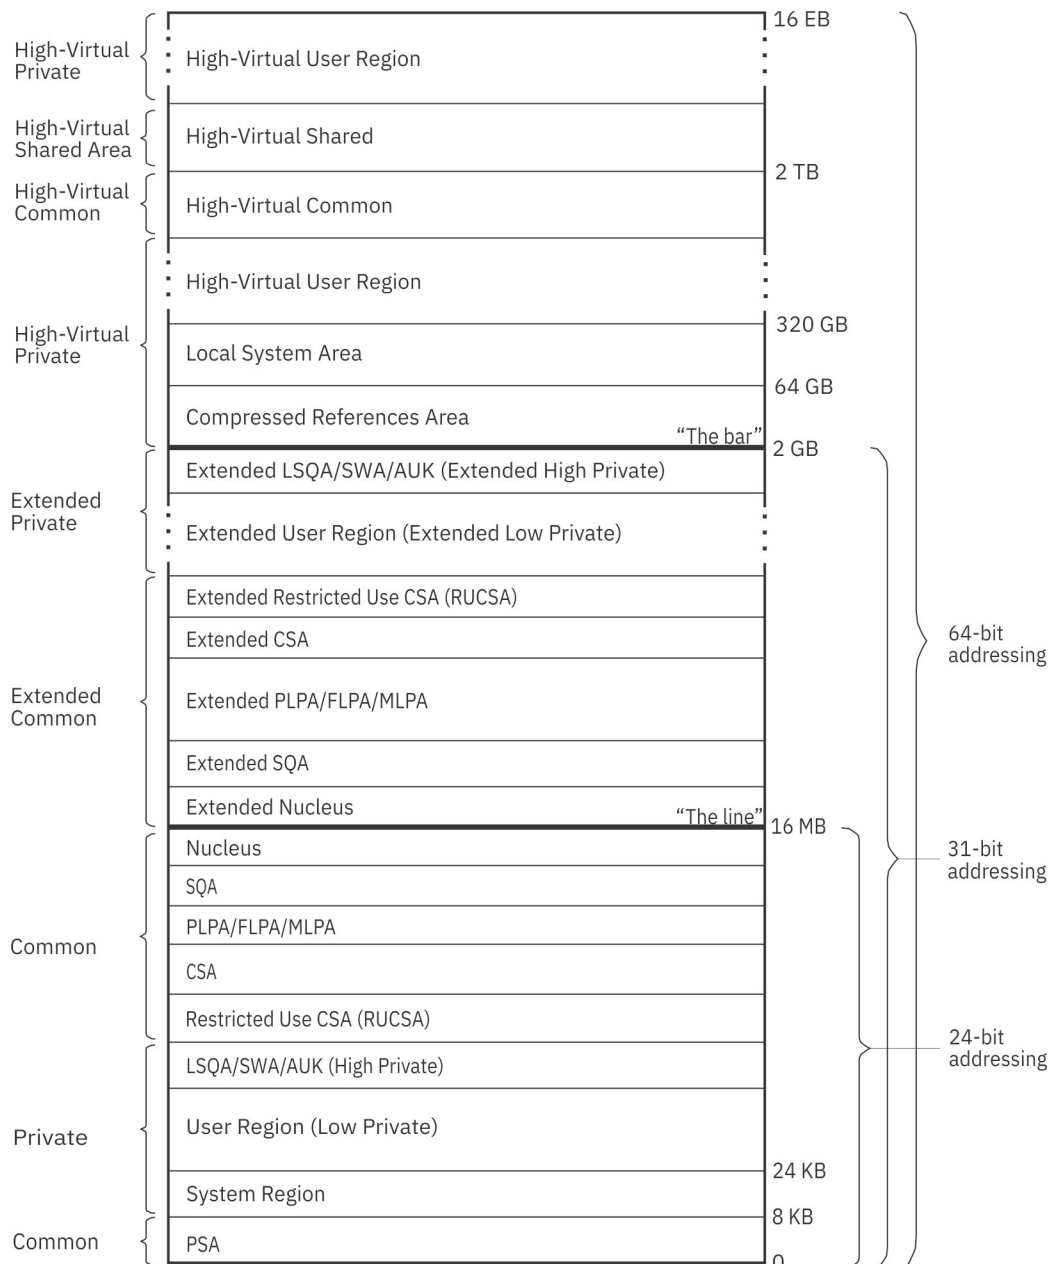 16 EB
High-Virtual
Private
High-Virtual User Region
High-Virtual
Shared Area
High-Virtual Shared
2 TB
High-Virtual
Common
High-Virtual Common
High-Virtual User Region
High-Virtual
Private
320 GB
Local System Area
64 GB
Compressed References Area
“The bar”
2 GB
Extended LSQA/SWA/AUK (Extended High Private)
Extended
Private
Extended User Region (Extended Low Private)
Extended Restricted Use CSA (RUCSA)
Extended CSA
64-bit
addressing
Extended
Common
Extended PLPA/FLPA/MLPA
Extended SQA
Extended Nucleus
“The line”
16 MB
Nucleus
31-bit
addressing
SQA
PLPA/FLPA/MLPA
Common
CSA
Restricted Use CSA (RUCSA)
24-bit
addressing
LSQA/SWA/AUK (High Private)
User Region (Low Private)
Private
24 KB
System Region
8 KB
Common
PSA
0